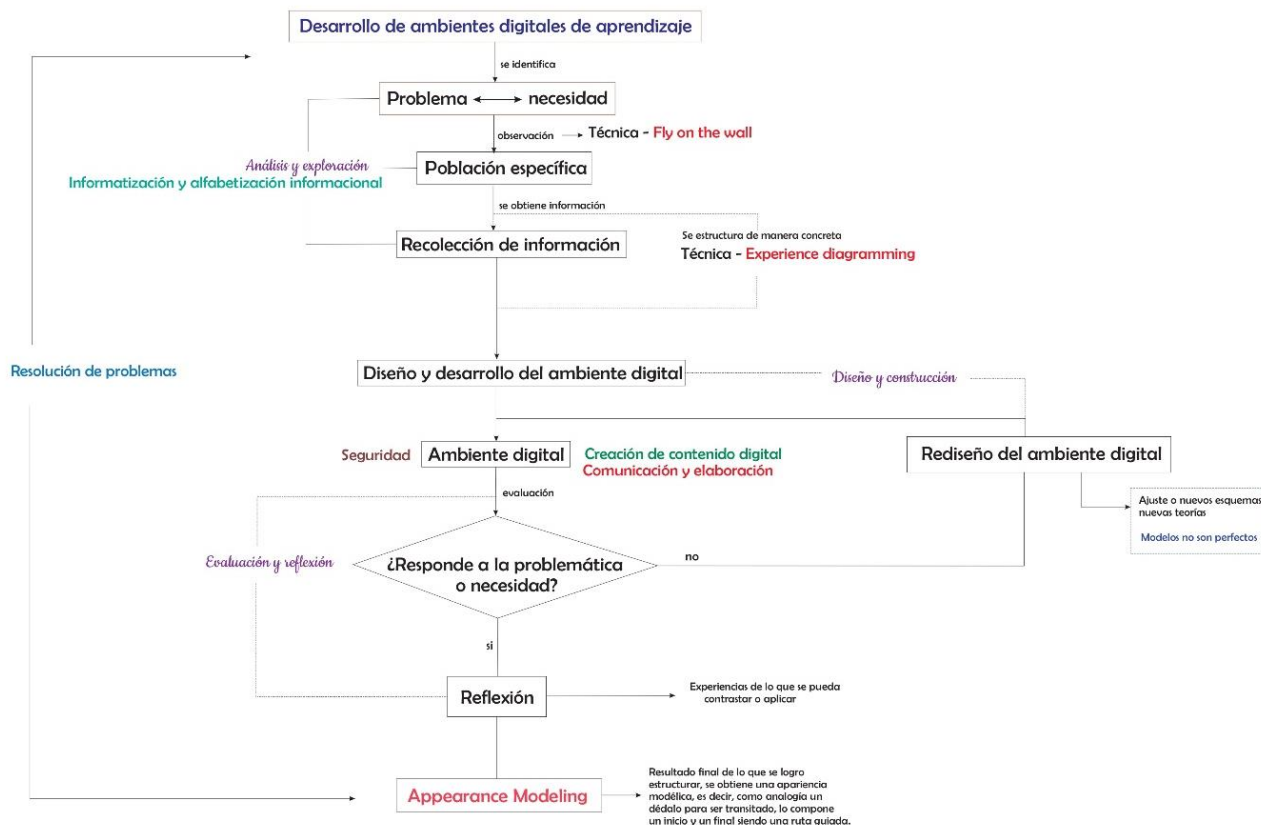 Desarrollo de ambientes digitales de aprendizaje
se identifica
Problema necesidad
observación
Técnica - Fly on the wall
Análisis y exploración
Informatización y alfabetización informacional
Población específica
se obtiene información
Se estructura de manera concreta
Técnica - Experience diagramming
Recolección de información
Resolución de problemas
Diseño y desarrollo del ambiente digital
Diseño y construcción
Seguridad
Ambiente digital
Creación de contenido digital
Comunicación y elaboración
Rediseño del ambiente digital
evaluación
Ajuste o nuevos esquemas
nuevas teorías
Modelos no son perfectos
Evaluación y reflexión
¿Responde a la problemática
o necesidad?
no
si
Reflexión
Experiencias de lo que se pueda
contrastar o aplicar
Appearance Modeling
Resultado final de lo que se logro
estructurar, se obtiene una apariencia
modélica, es decir, como analogía un
dédalo para ser transitado, lo compone
un inicio y un final siendo una ruta guiada.